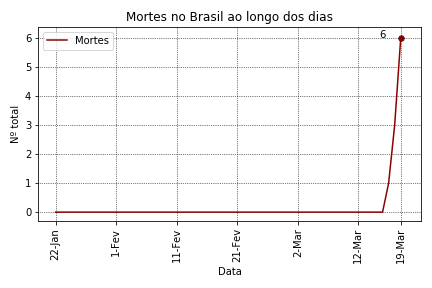 Mortes no Brasil ao longo dos dias
Mortes
6
6
5
4
3
2
1
0
Nº total
22-Jan
1-Fev
11-Fev
21-Fev
2-Mar
12-Mar
19-Mar
Data